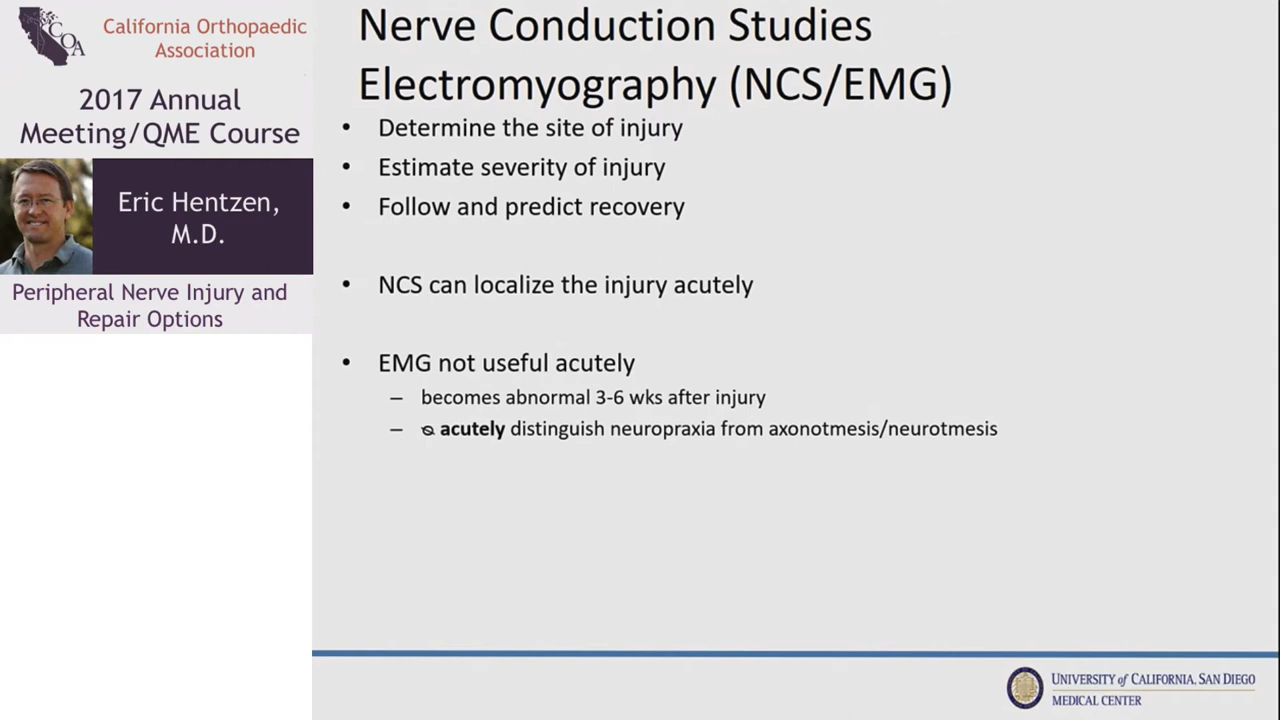 COA
California Orthopaedic
Association
2017 Annual
Meeting/QME Course
Eric Hentzen,
M.D.
Peripheral Nerve Injury and
Repair Options
Nerve Conduction Studies
Electromyography (NCS/EMG)
• Determine the site of injury
• Estimate severity of injury
• Follow and predict recovery
• NCS can localize the injury acutely
• EMG not useful acutely
– becomes abnormal 3-6 wks after injury
– acutely distinguish neuropraxia from axonotmesis/neurotmesis
UNIVERSITY of CALIFORNIA, SAN DIEGO
MEDICAL CENTER